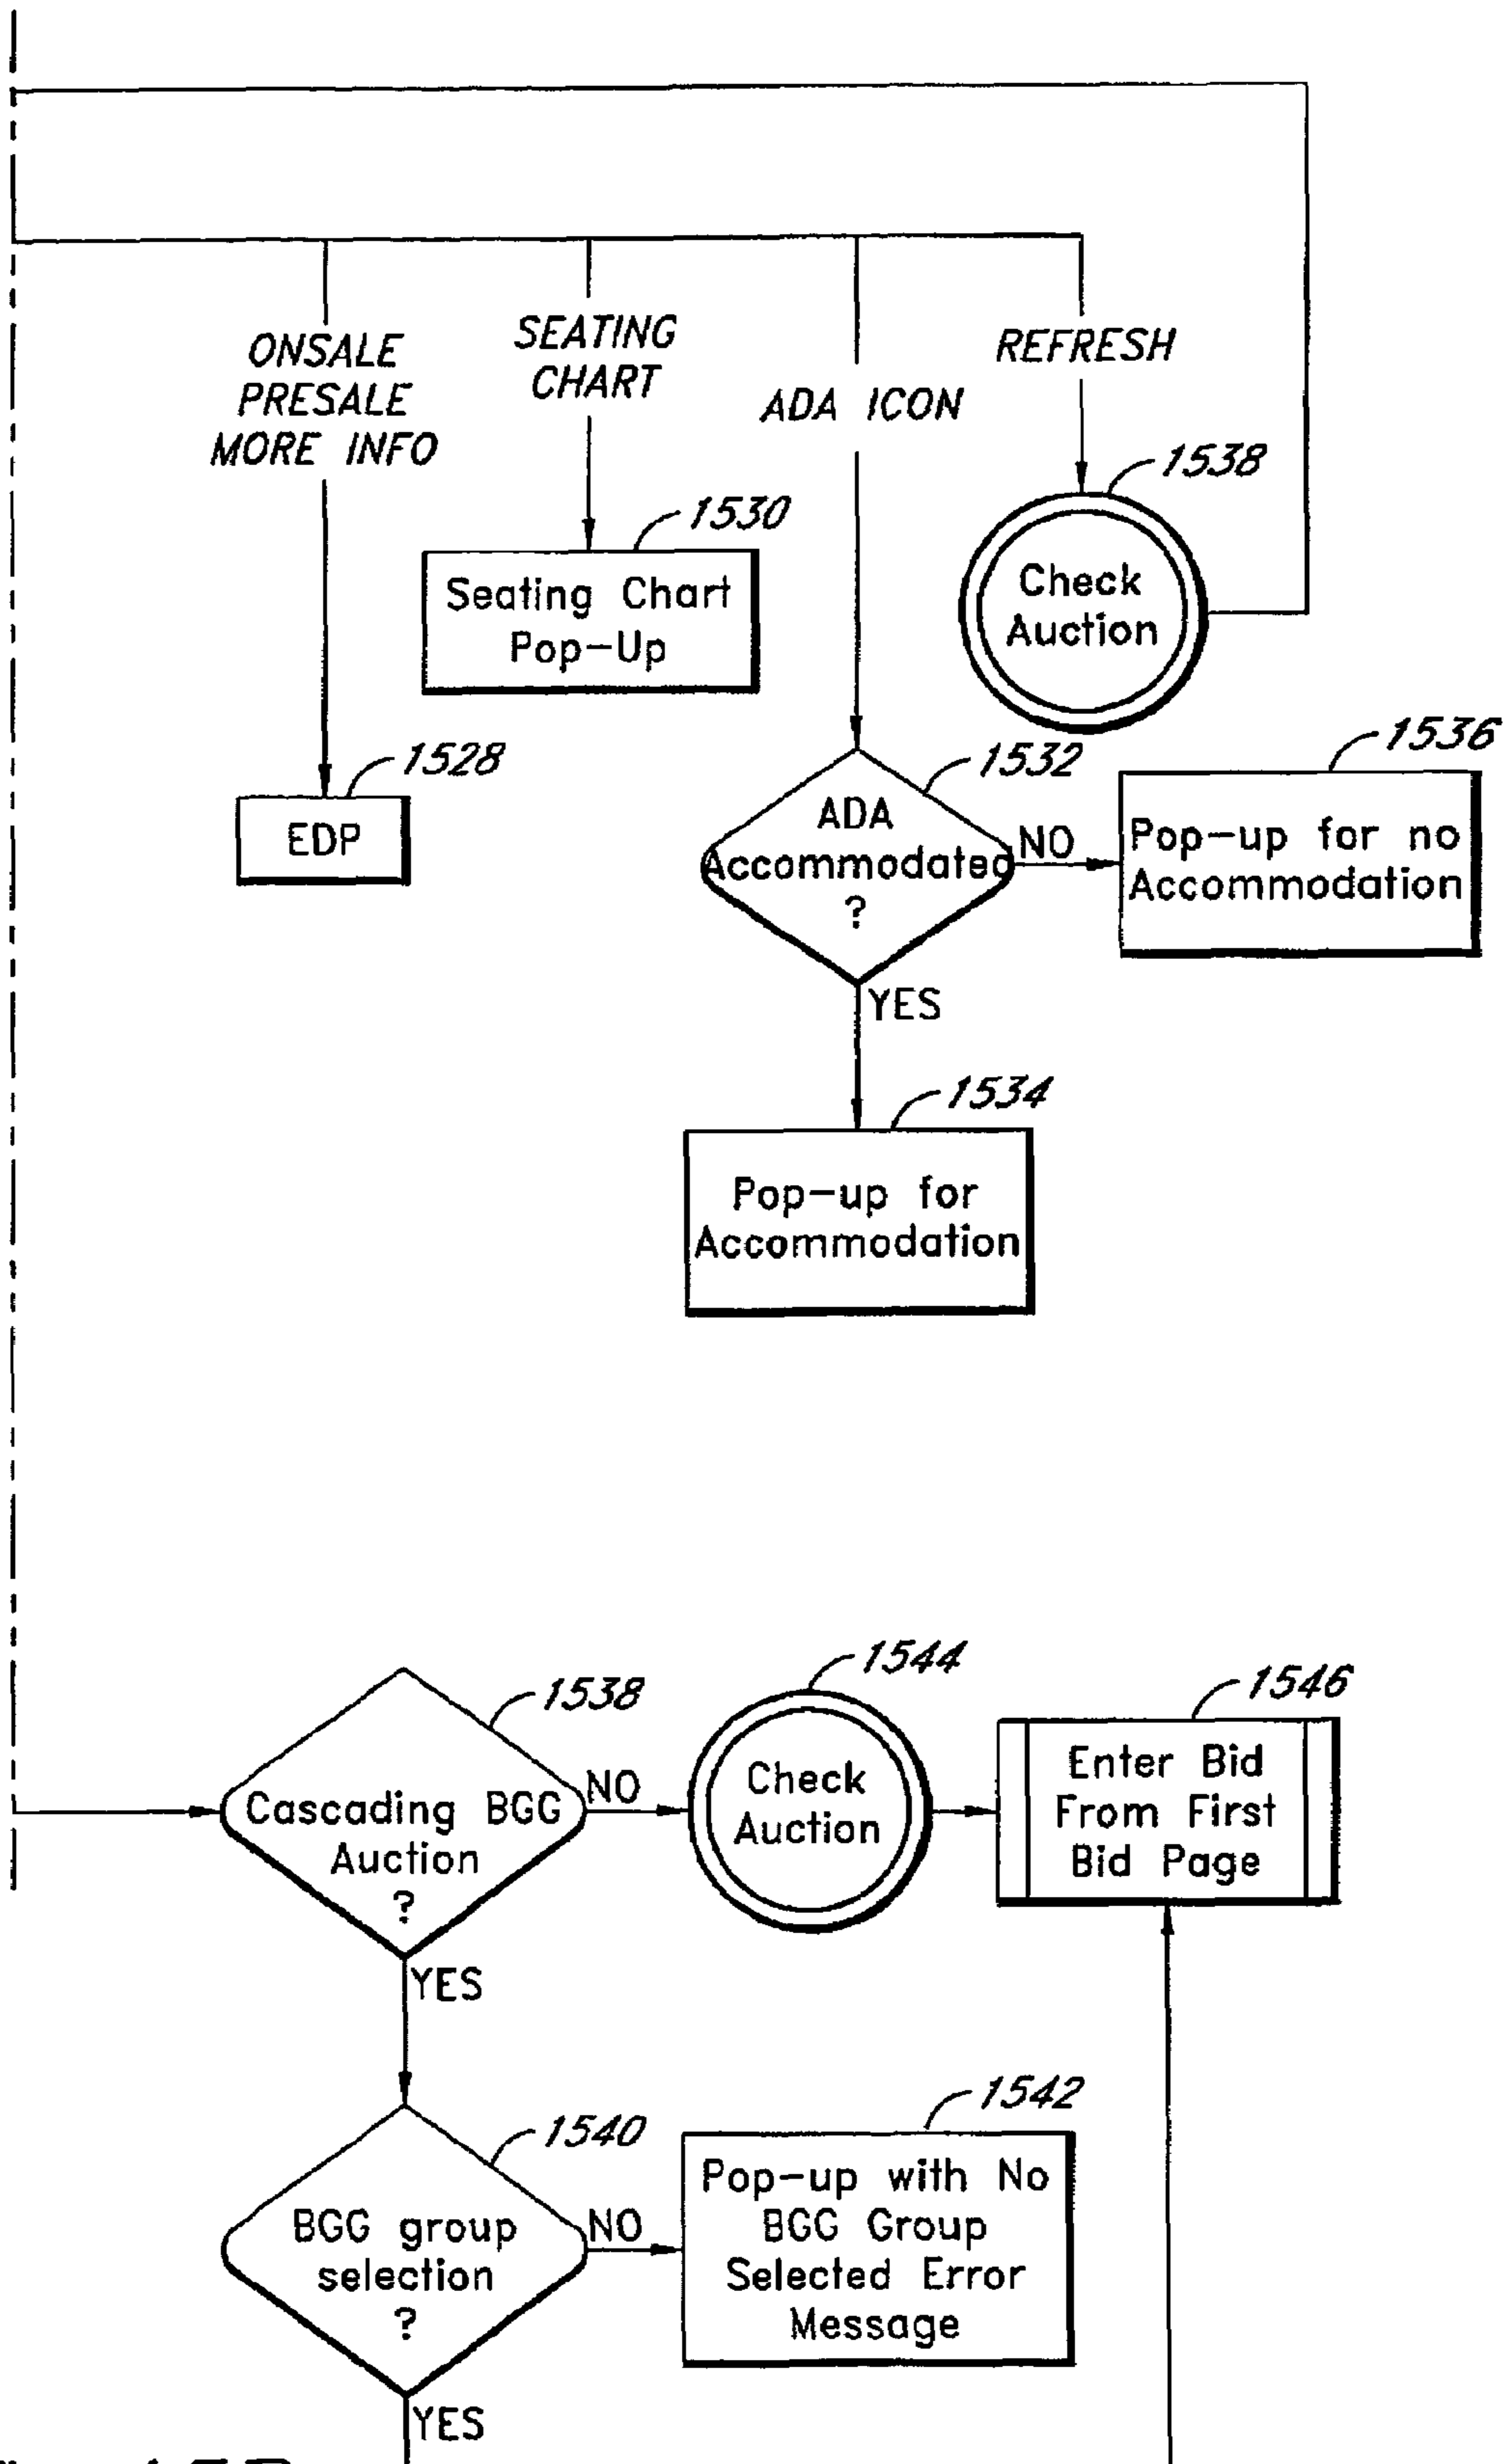 ONSALE
PRESALE
MORE INFO
SEATING
CHART
ADA ICON
REFRESH
1538
Check
Auction
1530
Seating Chart
Pop-Up
1528
EDP
1532
ADA
Accommodated
?
NO
1536
Pop-up for no
Accommodation
YES
1534
Pop-up for
Accommodation
1538
Cascading BGG
Auction
?
NO
1544
Check
Auction
1546
Enter Bid
From First
Bid Page
YES
1540
BGG group
selection
?
NO
1542
Pop-up with No
BGG Group
Selected Error
Message
YES